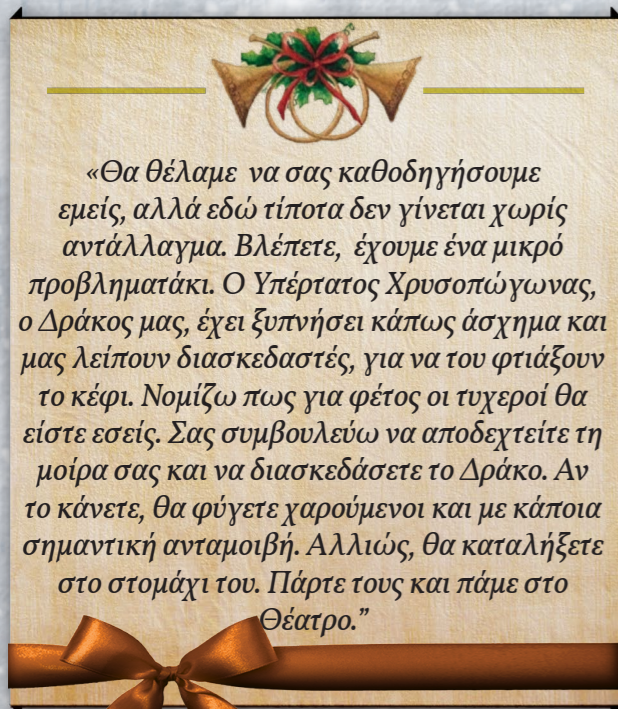 «Θα θέλαμε  να σας καθοδηγήσουμε
εμείς, αλλά εδώ τίποτα δεν γίνεται χωρίς
αντάλλαγμα. Βλέπετε,  έχουμε ένα μικρό
προβληματάκι. Ο Υπέρτατος Χρυσοπώγωνας,
ο Δράκος μας, έχει ξυπνήσει κάπως άσχημα και
μας λείπουν διασκεδαστές, για να του φτιάξουν
το κέφι. Νομίζω πως για φέτος οι τυχεροί θα
είστε εσείς. Σας συμβουλεύω να αποδεχτείτε τη
μοίρα σας και να διασκεδάσετε το Δράκο. Αν
το κάνετε, θα φύγετε χαρούμενοι και με κάποια
σημαντική ανταμοιβή. Αλλιώς, θα καταλήξετε
στο στομάχι του. Πάρτε τους και πάμε στο
Θέατρο.”